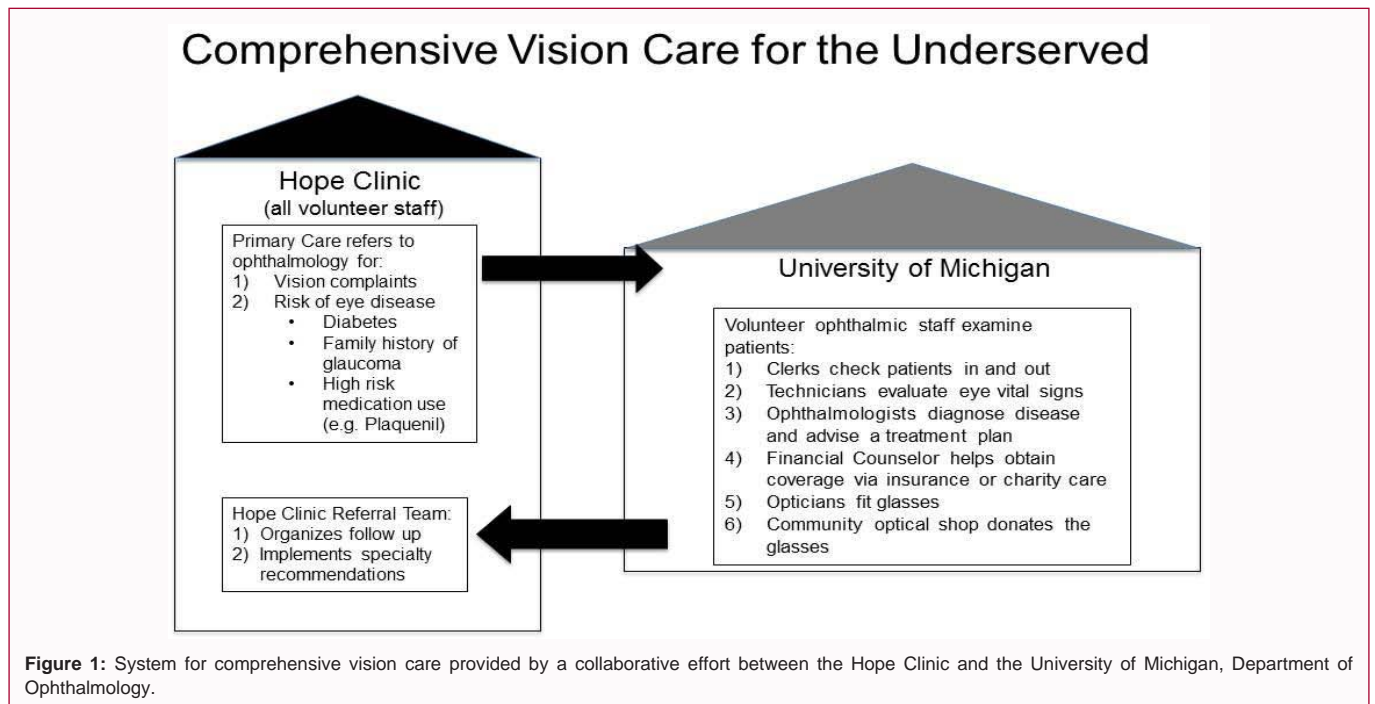 Comprehensive Vision Care for the Underserved
Hope Clinic
(all volunteer staff)
Primary Care refers to
ophthalmology for:
1) Vision complaints
2) Risk of eye disease
• Diabetes
• Family history of
glaucoma
• High risk
medication use
(e.g. Plaquenil)
Hope Clinic Referral Team:
1) Organizes follow up
2) Implements specialty
recommendations
University of Michigan
Volunteer ophthalmic staff examine
patients:
1) Clerks check patients in and out
2) Technicians evaluate eye vital signs
3) Ophthalmologists diagnose disease
and advise a treatment plan
4) Financial Counselor helps obtain
coverage via insurance or charity care
5) Opticians fit glasses
6) Community optical shop donates the
glasses
Figure 1: System for comprehensive vision care provided by a collaborative effort between the Hope Clinic and the University of Michigan, Department of
Ophthalmology.